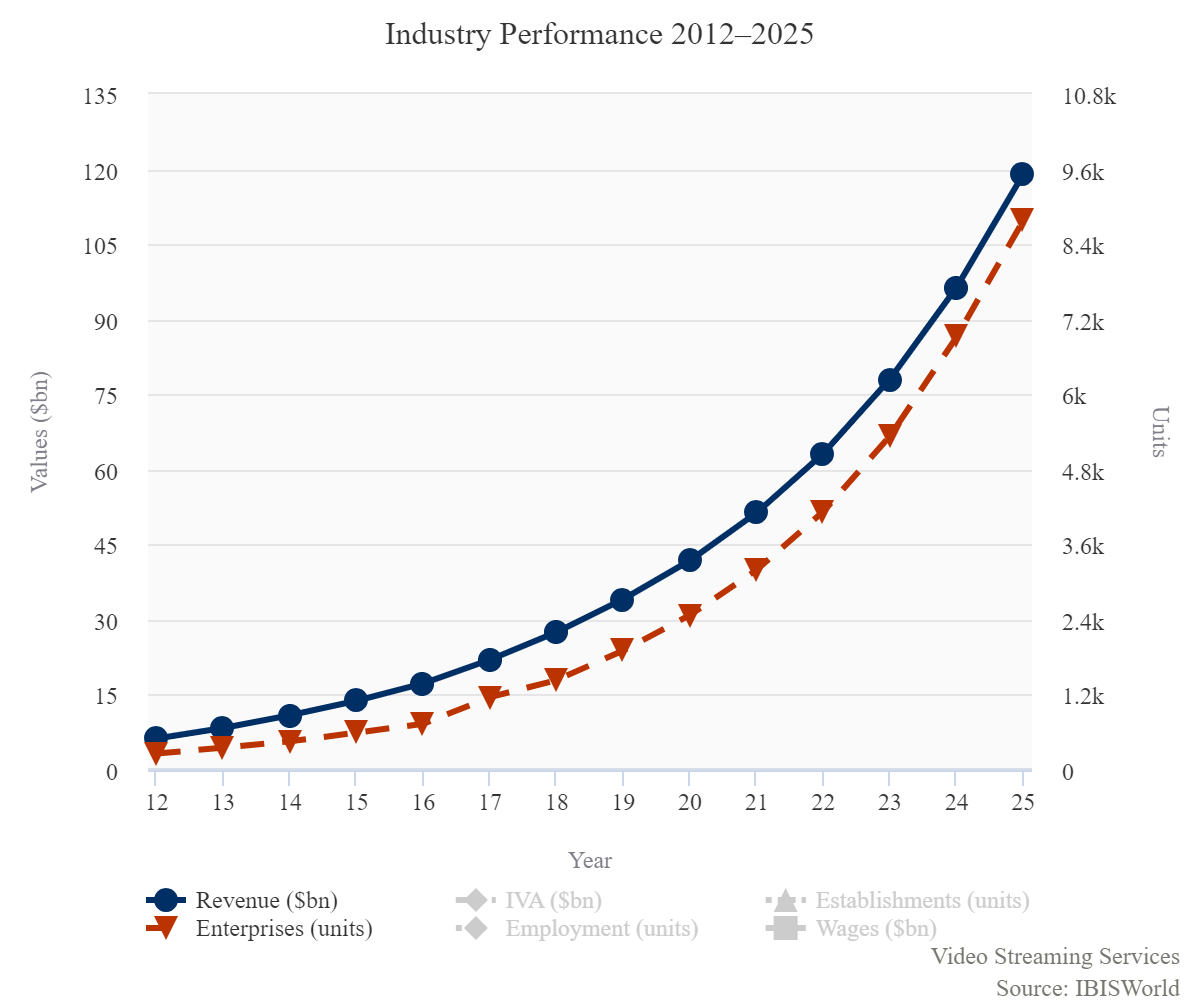 Industry Performance 2012–2025
135
120
105
90
75
60
45
30
15
0
Values ($bn)
10.8k
9.6k
8.4k
7.2k
6k
4.8k
3.6k
2.4k
1.2k
0
Units
12 13 14 15 16 17 18 19 20 21 22 23 24 25
Year
Revenue ($bn) IVA ($bn) Establishments (units)
Enterprises (units) Employment (units) Wages ($bn)
Video Streaming Services
Source: IBISWorld